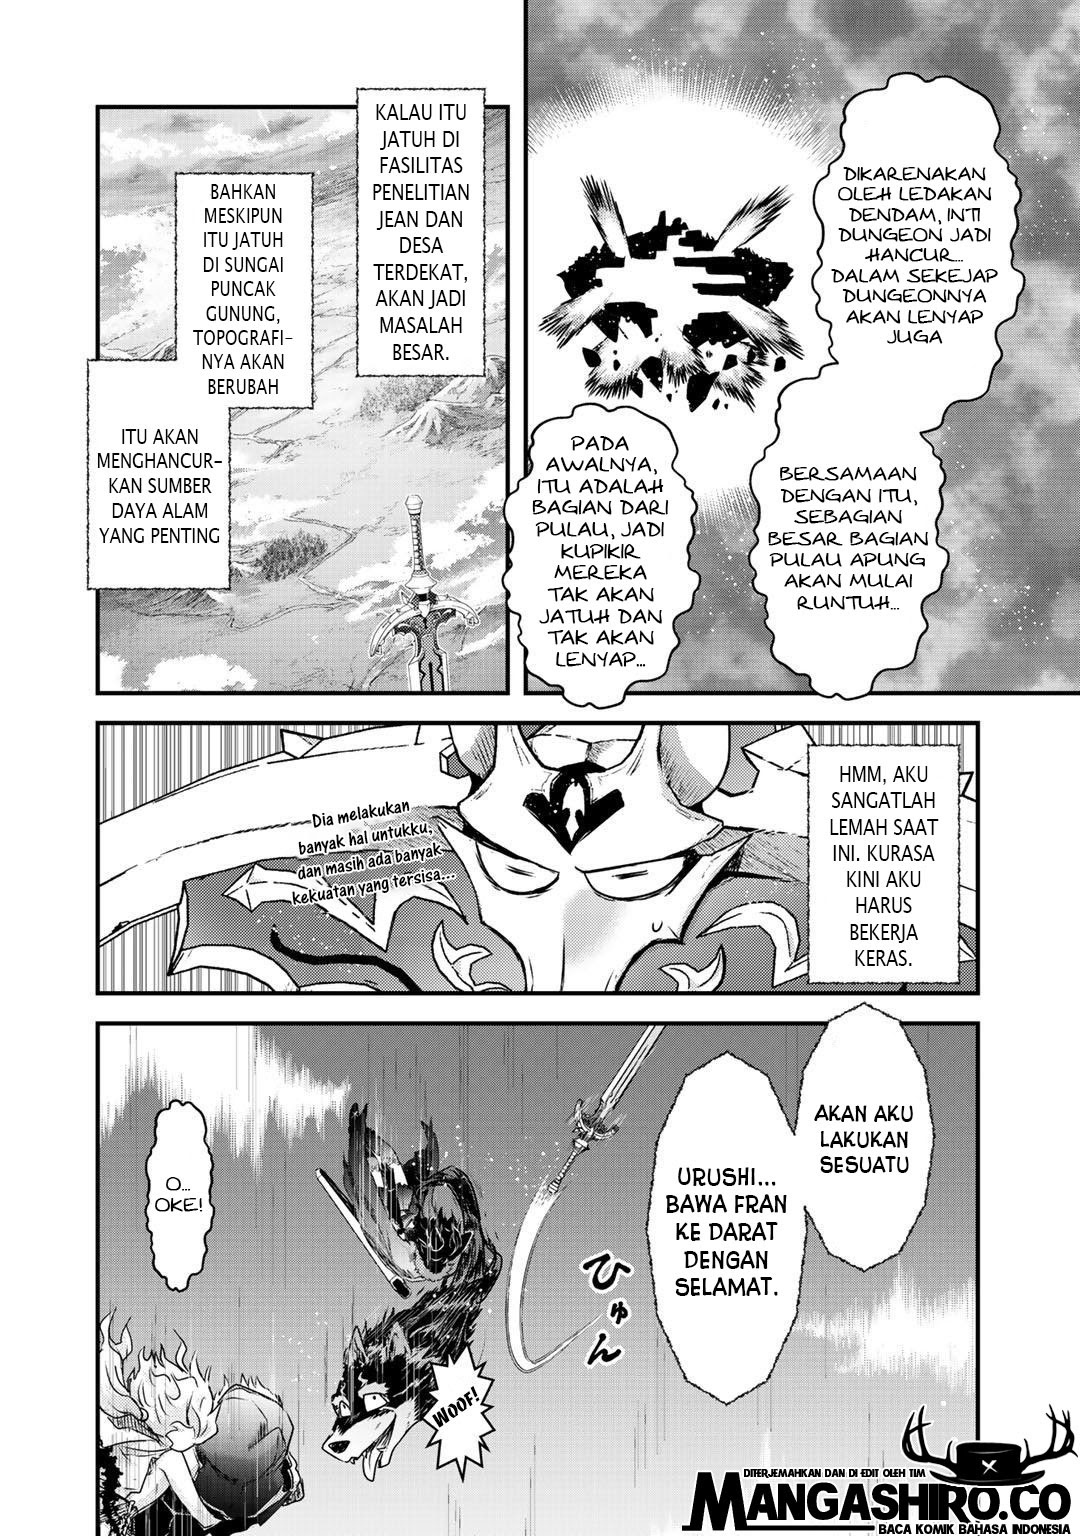 DIKARENAKAN
OLEH LEDAKAN
DENDAM, INTI
DUNGEON JADI
HANCUR...
DALAM SEKEJAP
DUNGEONNYA
AKAN LENYAP
JUGA
BERSAMAAN
DENGAN ITU,
SEBAGIAN
BESAR BAGIAN
PULAU APUNG
AKAN MULAI
RUNTUH...
PADA
AWALNYA,
ITU ADALAH
BAGIAN DARI
PULAU, JADI
KUPIKIR
MEREKA
TAK AKAN
JATUH DAN
TAK AKAN
LENYAP...
KALAU ITU
JATUH DI
FASILITAS
PENELITIAN
JEAN DAN
DESA
TERDEKAT,
AKAN JADI
MASALAH
BESAR.
BAHKAN
MESKIPUN
ITU JATUH
DI SUNGAI
PUNCAK
GUNUNG,
TOPOGRAFI-
NYA AKAN
BERUBAH
ITU AKAN
MENGHANCUR-
KAN SUMBER
DAYA ALAM
YANG PENTING
HMM, AKU
SANGATLAH
LEMAH SAAT
INI. KURASA
KINI AKU
HARUS
BEKERJA
KERAS.
Dia melakukan
banyak hal untukku,
dan masih ada banyak
kekuatan yang tersisa...
AKAN AKU
LAKUKAN
SESUATU
URUSHI...
BAWA FRAN
KE DARAT
DENGAN
SELAMAT.
ひゅん
WOOF!
O...
OKE!
DITERJEMAHKAN DAN DI EDIT OLEH TIM
MANGASHIRO.CO
BACA KOMIK BAHASA INDONESIA